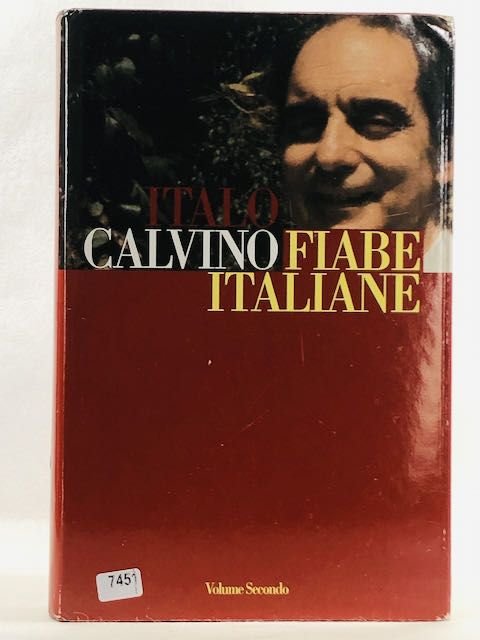 ITALO
CALVINO FIABE
ITALIANE
7451
Volume Secondo